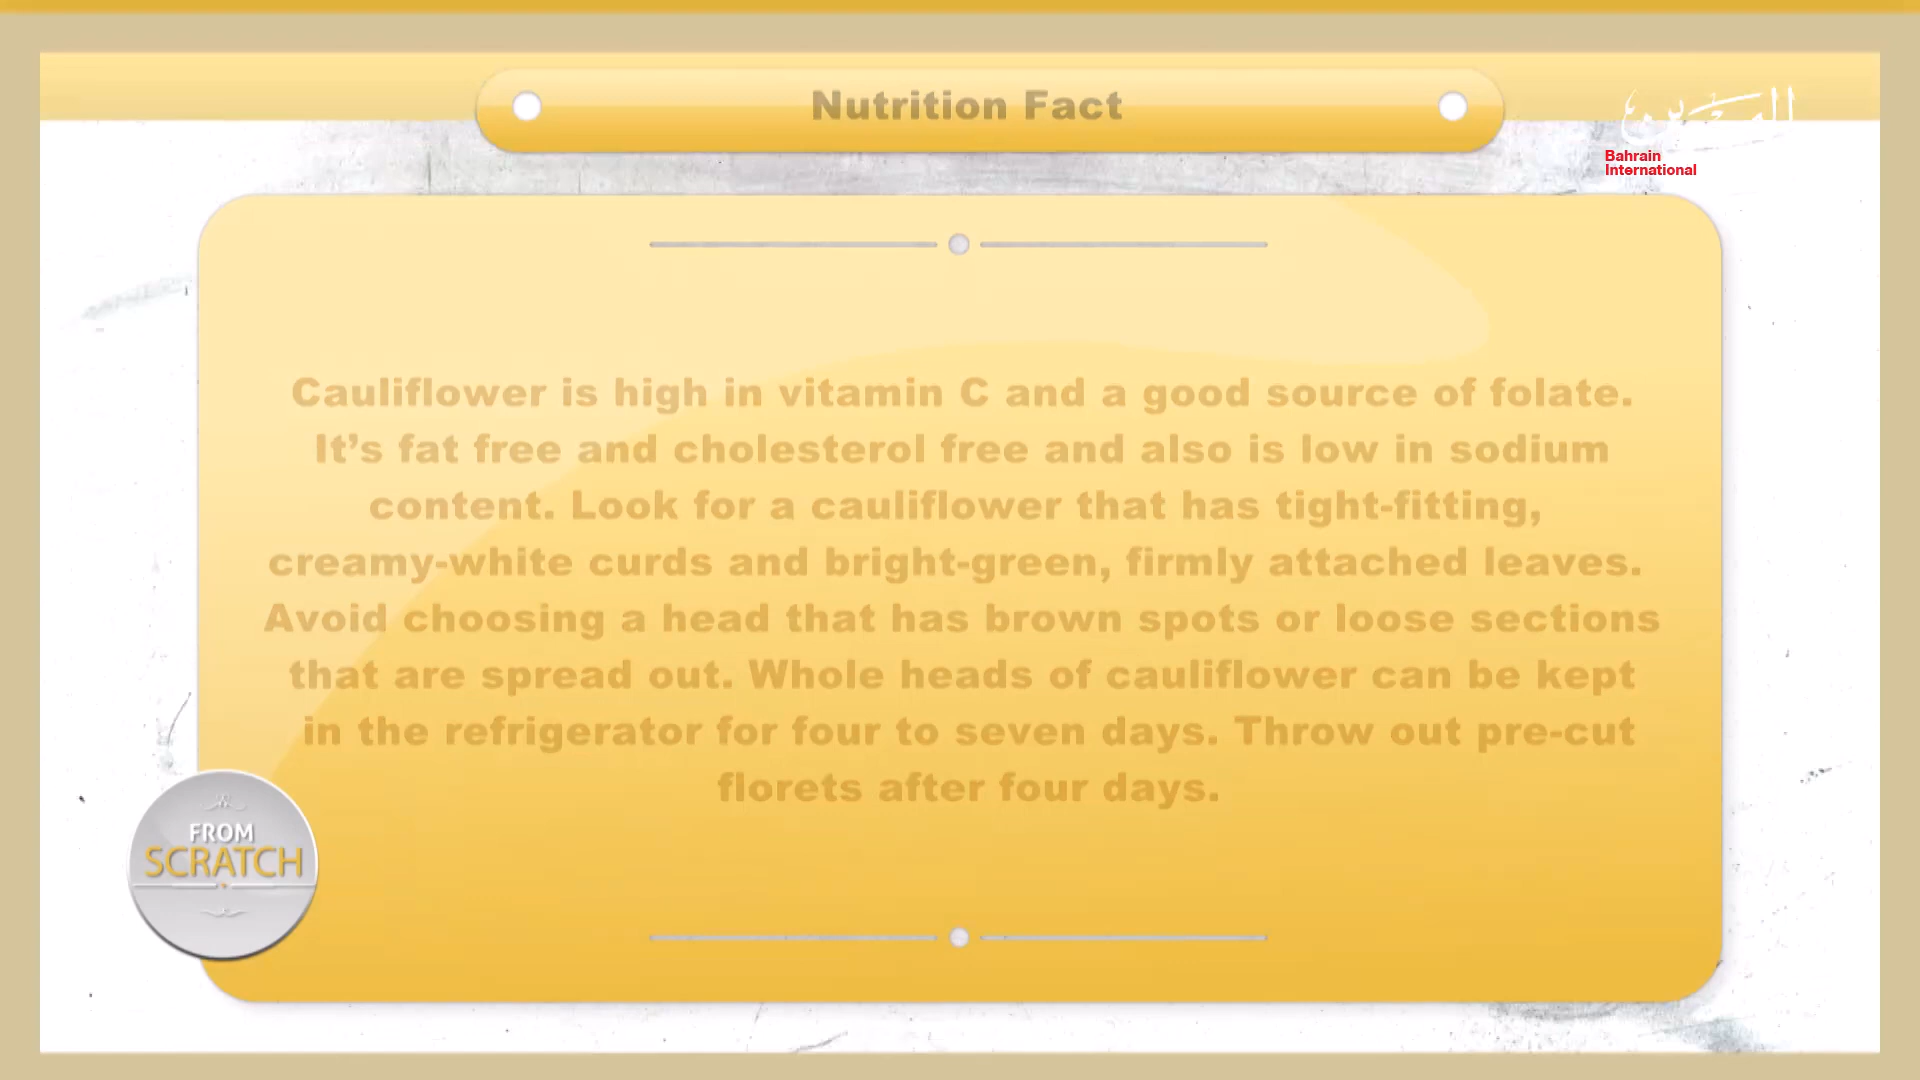 Nutrition Fact
البحرين
Bahrain
International
Cauliflower is high in vitamin C and a good source of folate.
It’s fat free and cholesterol free and also is low in sodium
content. Look for a cauliflower that has tight-fitting,
creamy-white curds and bright-green, firmly attached leaves.
Avoid choosing a head that has brown spots or loose sections
that are spread out. Whole heads of cauliflower can be kept
in the refrigerator for four to seven days. Throw out pre-cut
florets after four days.
FROM
SCRATCH